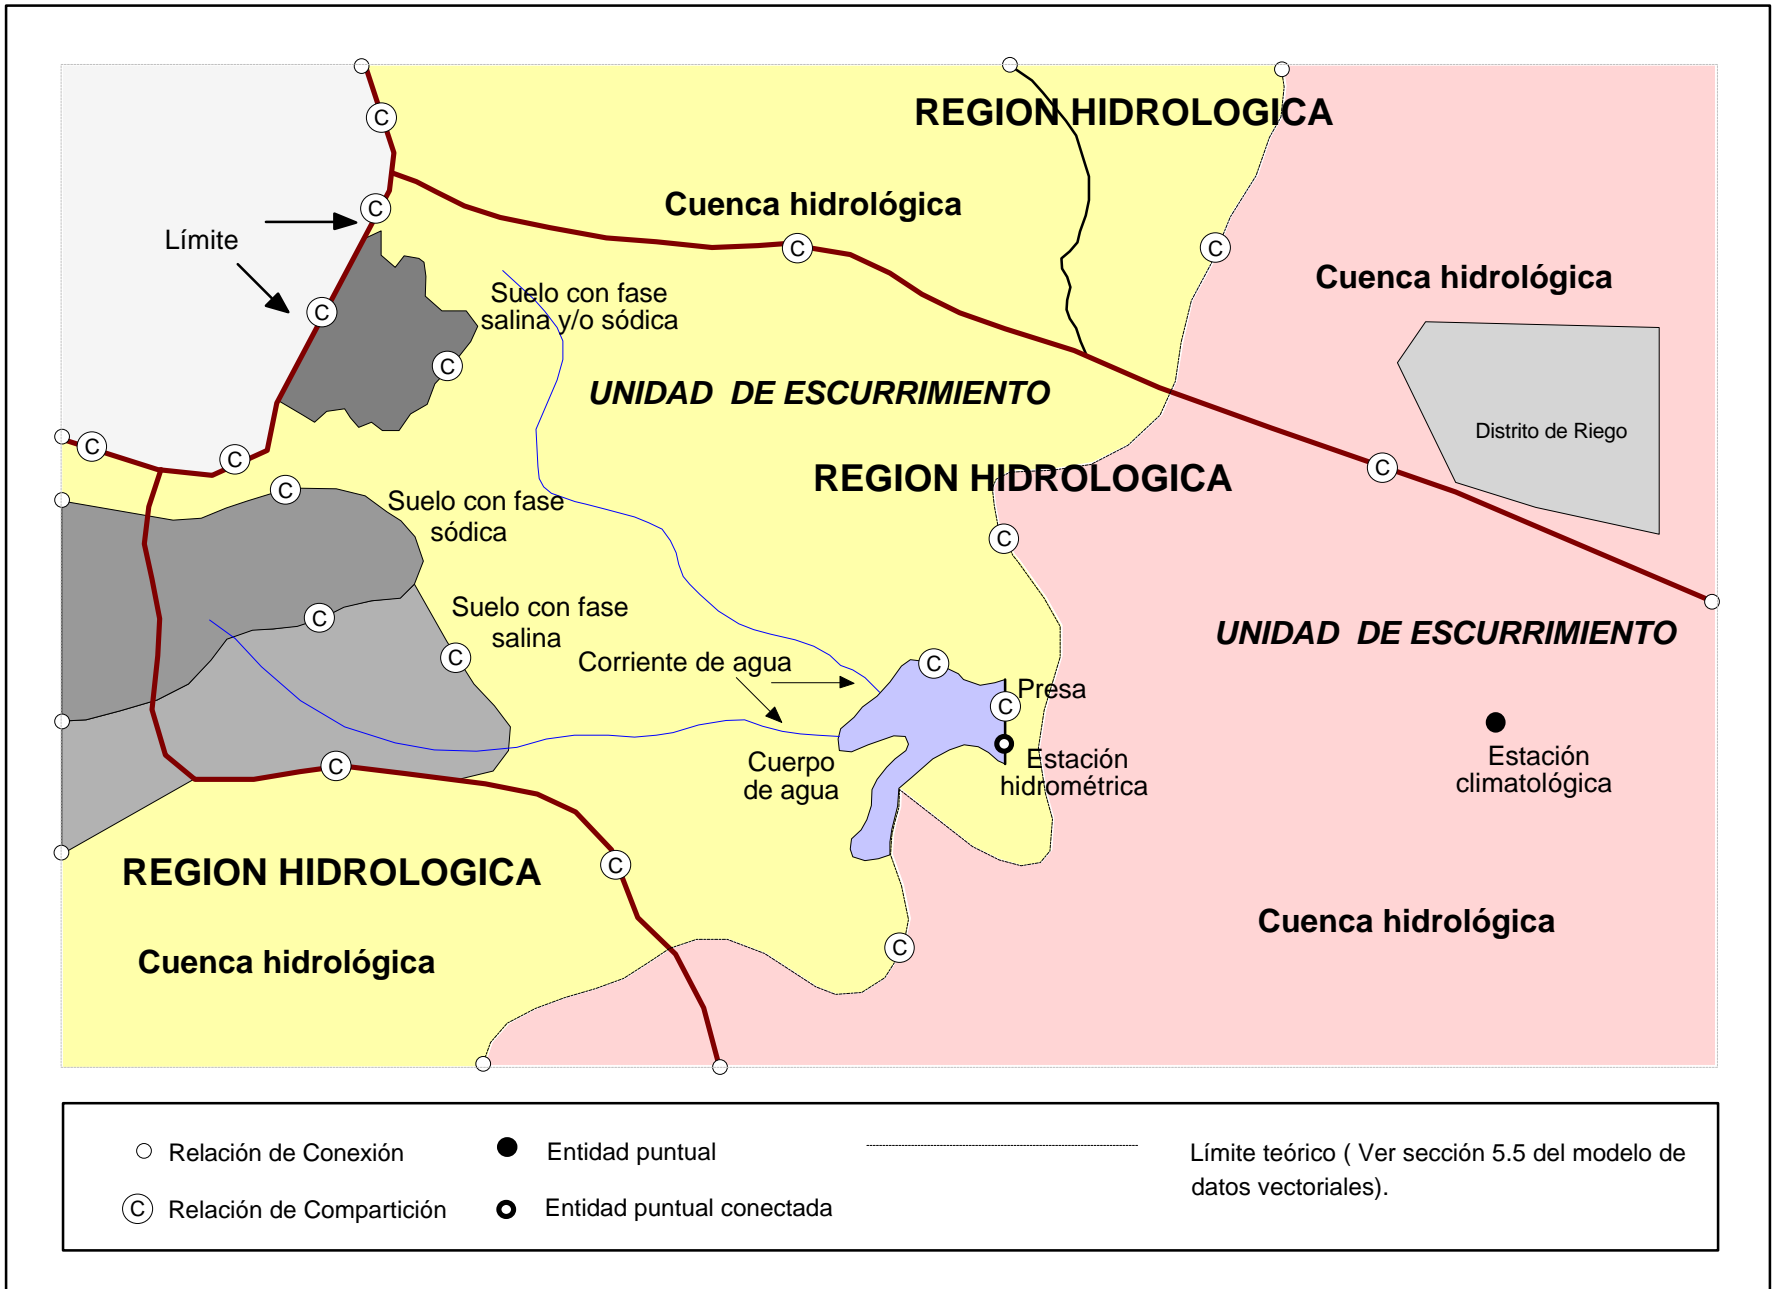 REGION HIDROLOGICA
C
Cuenca hidrológica
C
Límite
C
C
Cuenca hidrológica
Suelo con fase
salina y/o sódica
C
C
UNIDAD DE ESCURRIMIENTO
Distrito de Riego
C
C
C
REGION HIDROLOGICA
C
Suelo con fase
sódica
C
Suelo con fase
salina
C
UNIDAD DE ESCURRIMIENTO
C
Corriente de agua
C
Presa
C
Estación
hidrométrica
Estación
climatológica
Cuerpo
de agua
C
REGION HIDROLOGICA
C
Cuenca hidrológica
Cuenca hidrológica
C
Relación de Conexión
Entidad puntual
Límite teórico ( Ver sección 5.5 del modelo de
datos vectoriales).
C Relación de Compartición
Entidad puntual conectada